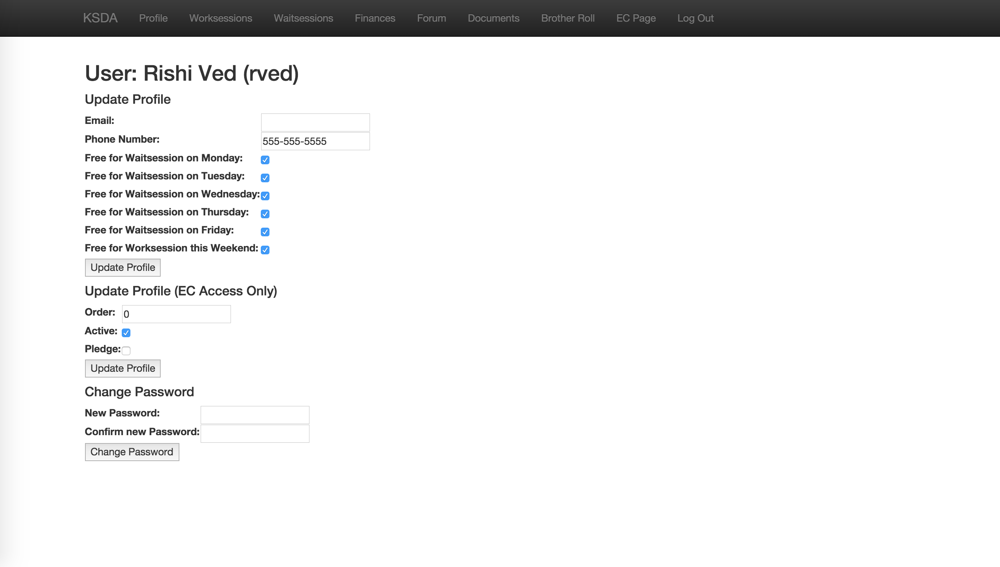 KSDA Profile Worksessions Waitsessions Finances Forum Documents Brother Roll EC Page Log Out
User: Rishi Ved (rved)
Update Profile
Email:
Phone Number: 555-555-5555
Free for Waitsession on Monday:
Free for Waitsession on Tuesday:
Free for Waitsession on Wednesday:
Free for Waitsession on Thursday:
Free for Waitsession on Friday:
Free for Worksession this Weekend:
Update Profile
Update Profile (EC Access Only)
Order: 0
Active:
Pledge:
Update Profile
Change Password
New Password:
Confirm new Password:
Change Password